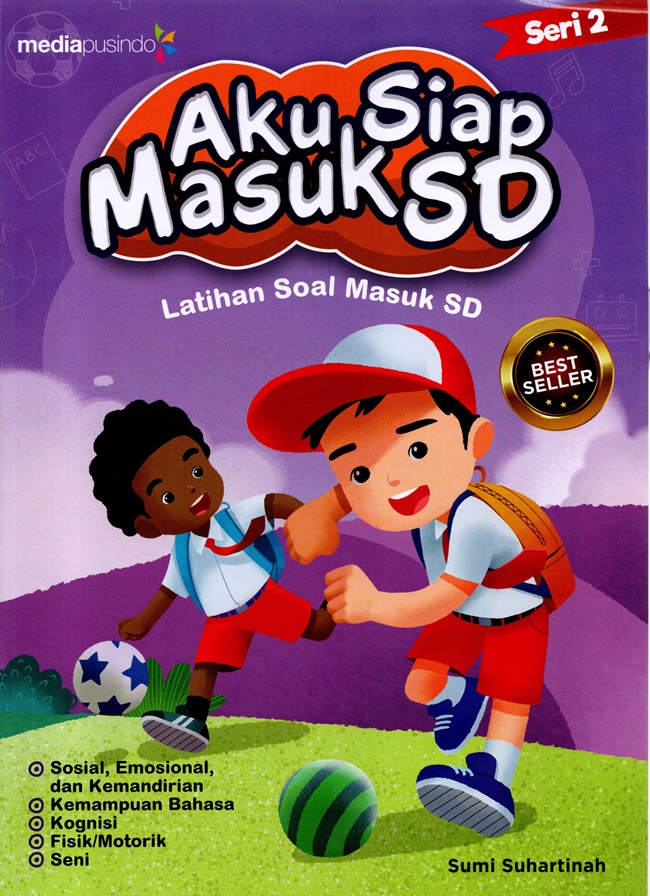 mediapusindo
Seri 2
Aku Siap
Masuk SD
Latihan Soal Masuk SD
BEST
SELLER
ABC
Sosial, Emosional,
dan Kemandirian
Kemampuan Bahasa
Kognisi
Fisik/Motorik
Seni
Sumi Suhartinah